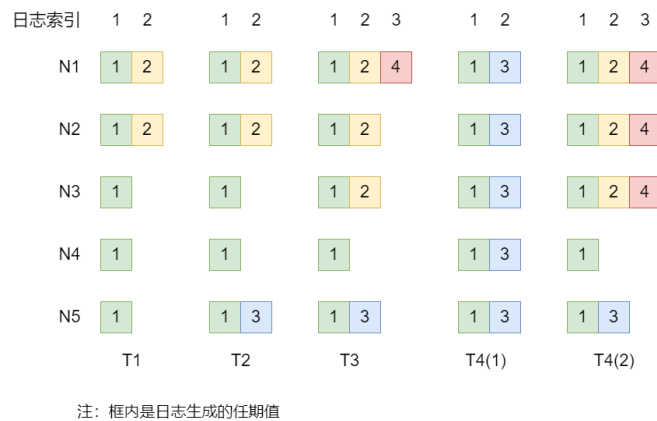 日志索引 1 2 1 2 1 2 3 1 2 1 2 3
N1 1 2 1 2 1 2 4 1 3 1 2 4
N2 1 2 1 2 1 2 1 3 1 2 4
N3 1 1 1 2 1 3 1 2 4
N4 1 1 1 1 3 1
N5 1 1 3 1 3 1 3 1 3
T1 T2 T3 T4(1) T4(2)
注：框内是日志生成的任期值